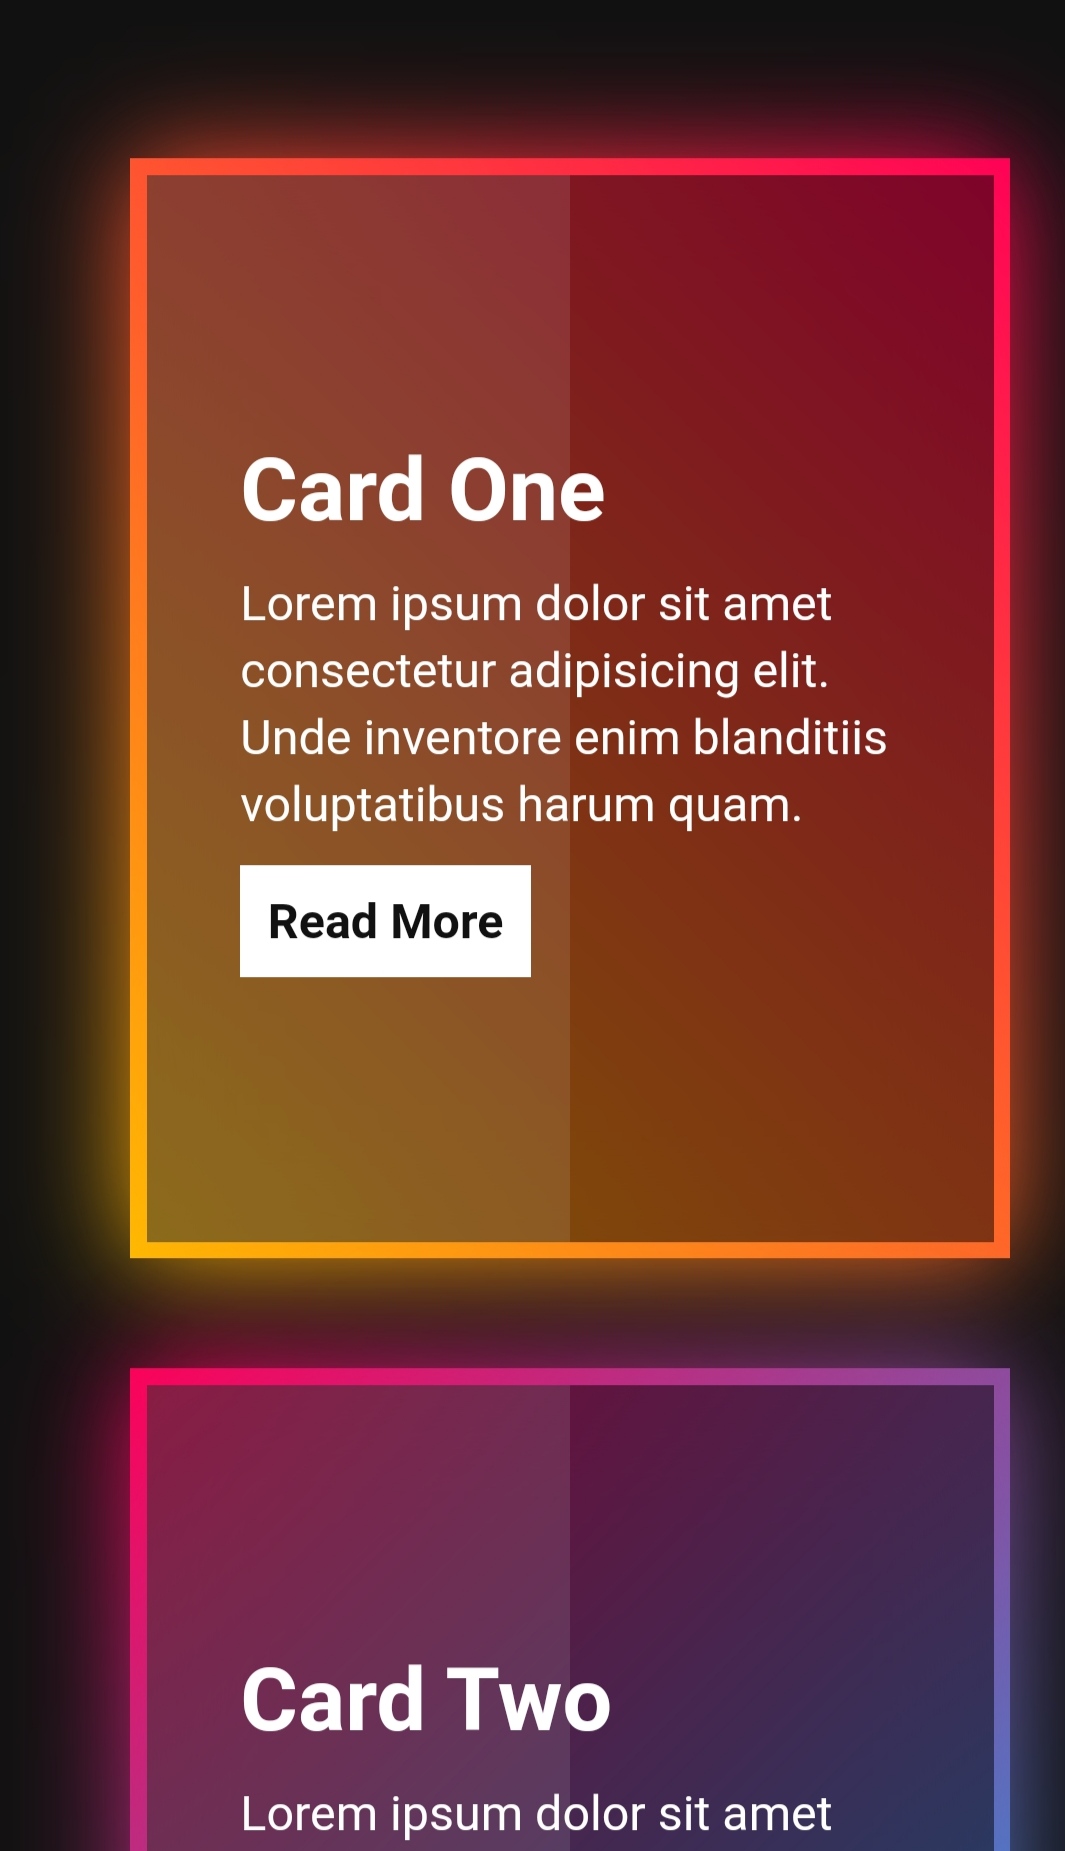 Card One
Lorem ipsum dolor sit amet
consectetur adipisicing elit.
Unde inventore enim blanditiis
voluptatibus harum quam.
Read More
Card Two
Lorem ipsum dolor sit amet